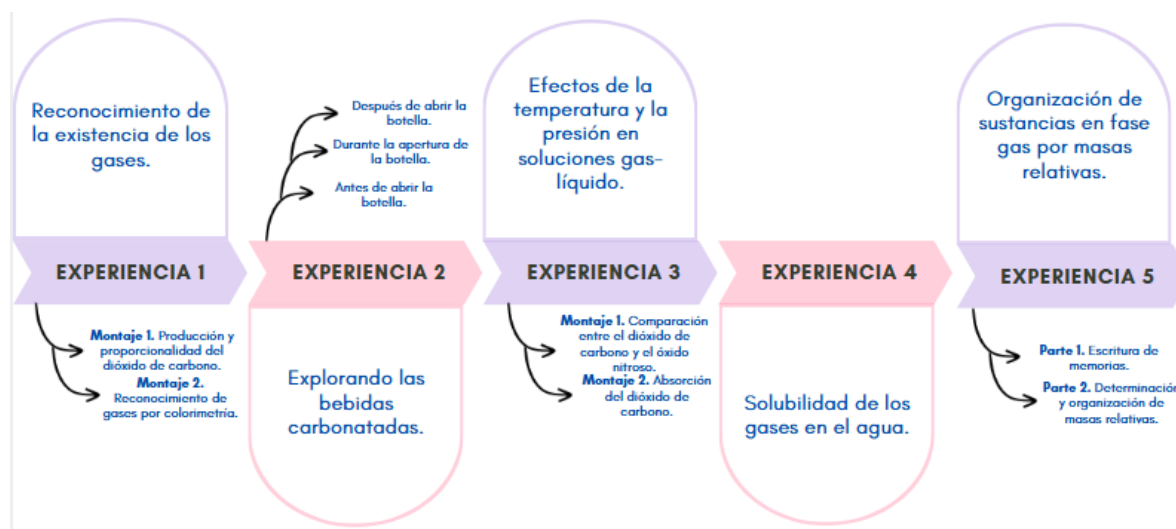 Reconocimiento de
la existencia de los
gases.
EXPERIENCIA 1
Montaje 1. Producción y
proporcionalidad del
dióxido de carbono.
Montaje 2.
Reconocimiento de
gases por colorimetría.
Después de abrir la
botella.
Durante la apertura de
la botella.
Antes de abrir la
botella.
EXPERIENCIA 2
Explorando las
bebidas
carbonatadas.
Efectos de la
temperatura y la
presión en
soluciones gas-
líquido.
EXPERIENCIA 3
Montaje 1. Comparación
entre el dióxido de
carbono y el óxido
nitroso.
Montaje 2. Absorción
del dióxido de
carbono.
EXPERIENCIA 4
Solubilidad de los
gases en el agua.
Organización de
sustancias en fase
gas por masas
relativas.
EXPERIENCIA 5
Parte 1. Escritura de
memorias.
Parte 2. Determinación
y organización de
masas relativas.